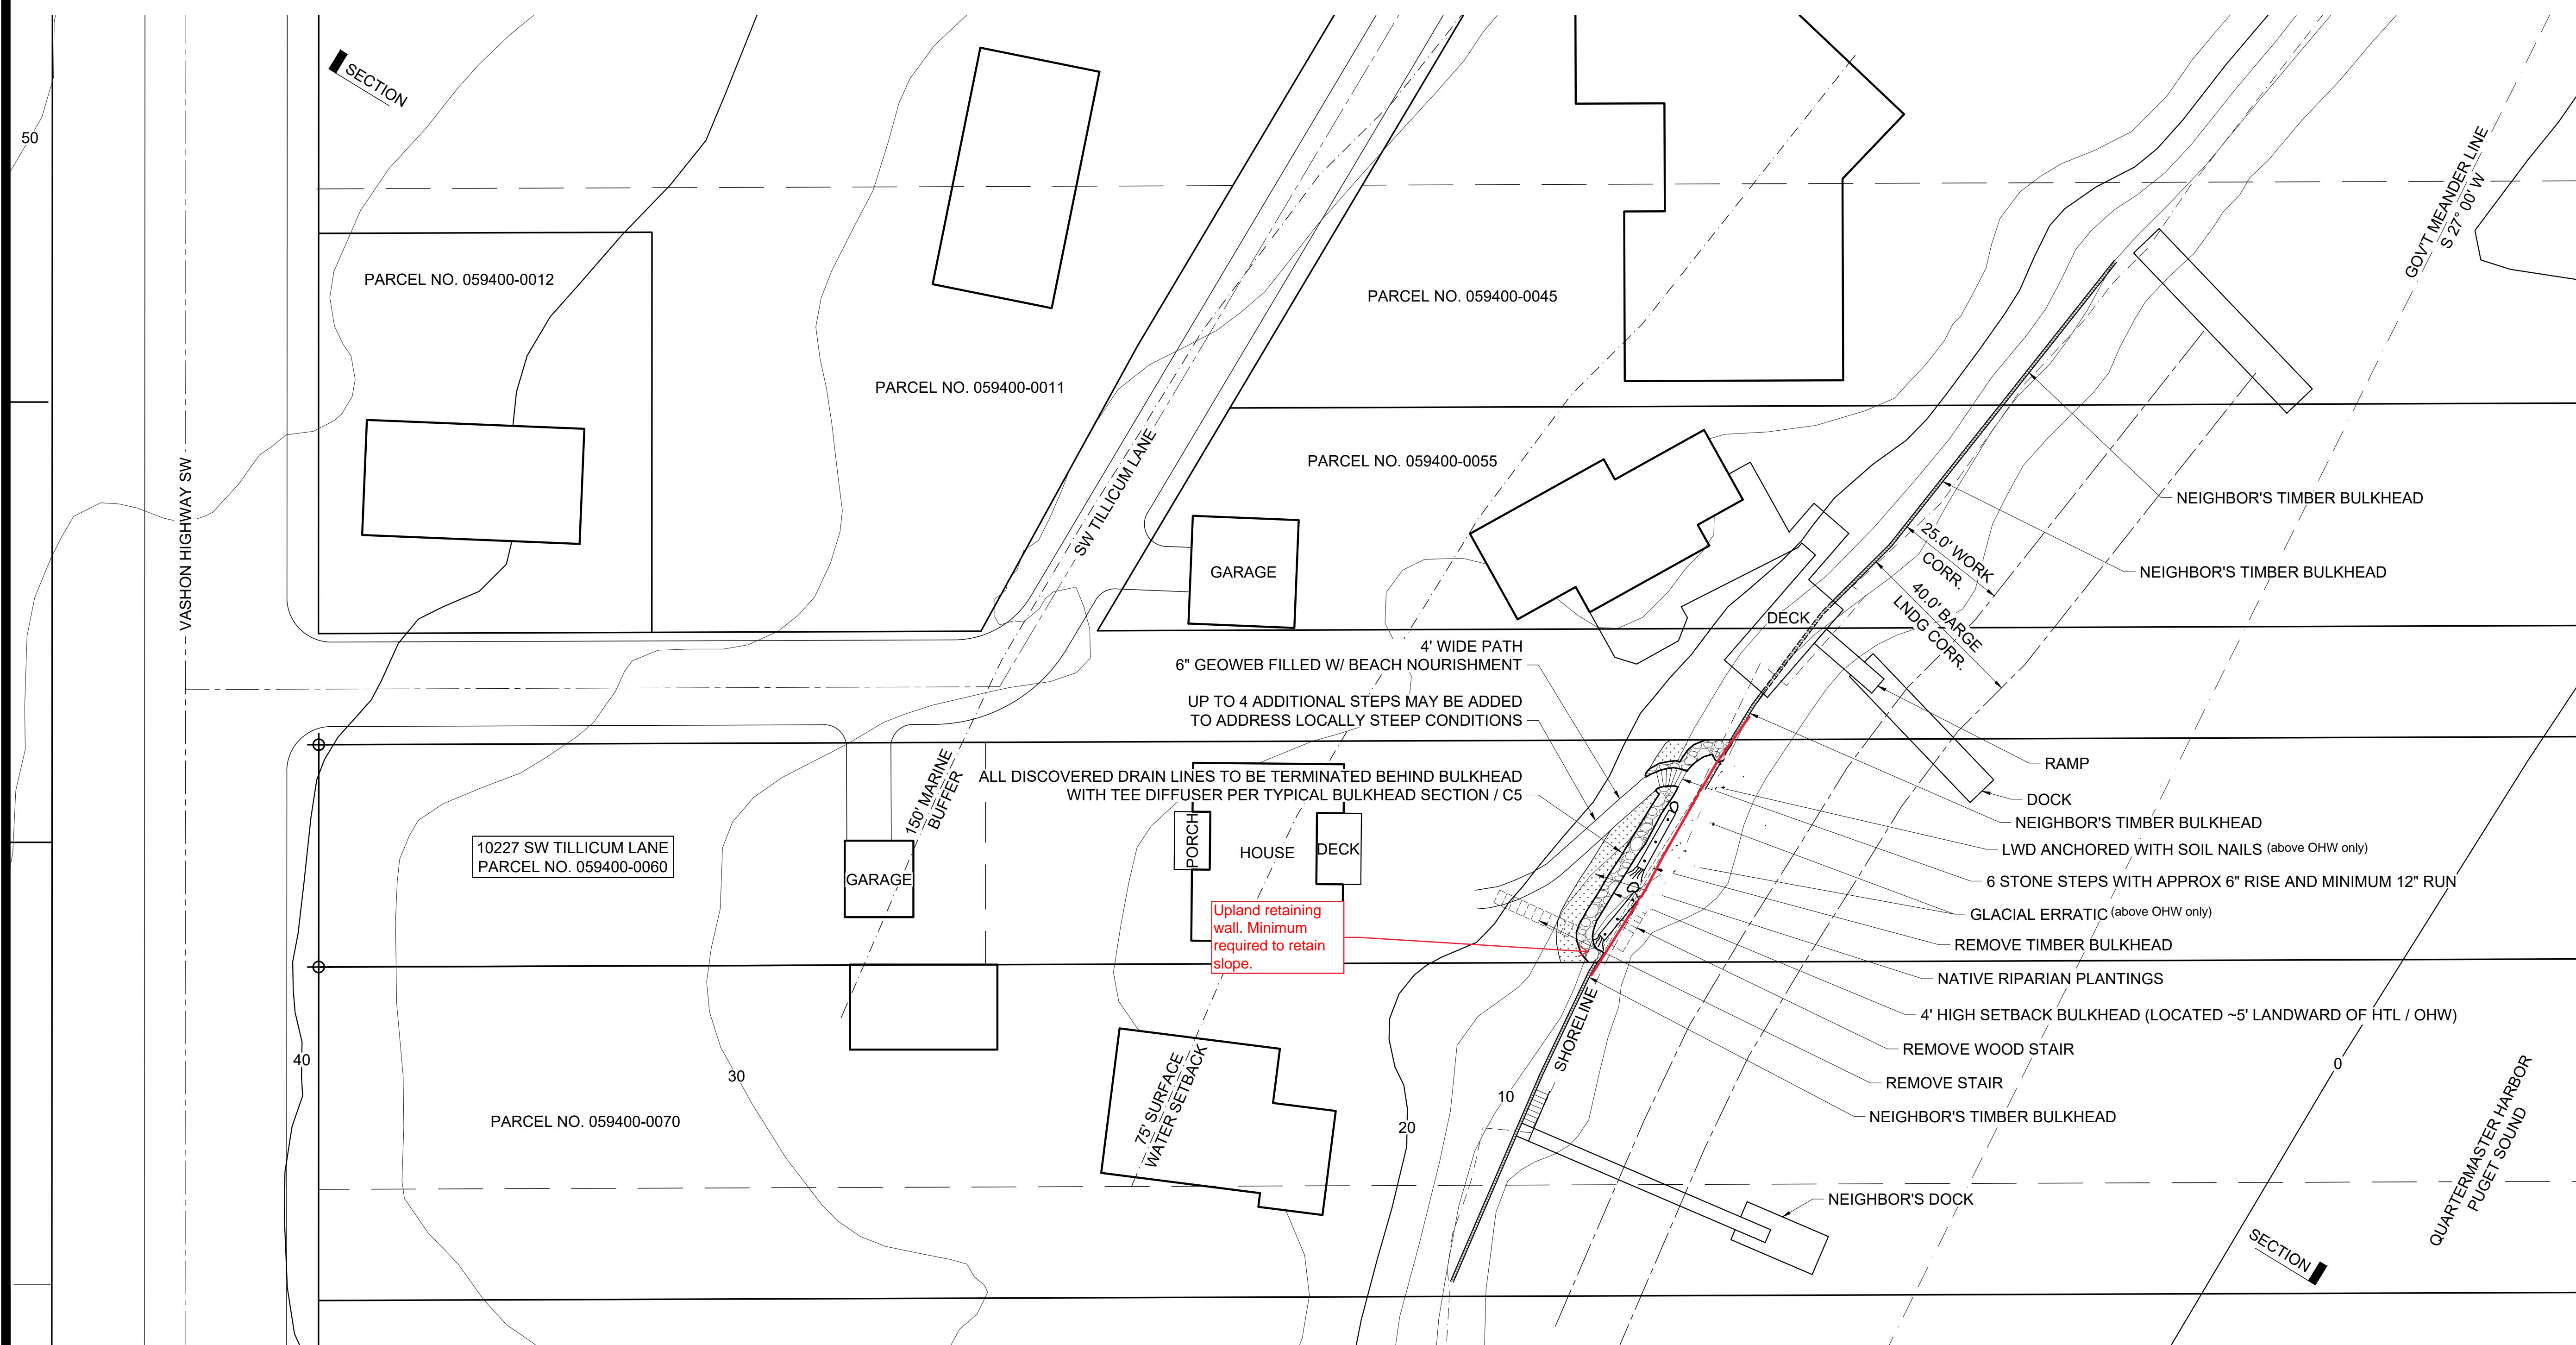 SECTION
50
PARCEL NO. 059400-0012
PARCEL NO. 059400-0011
PARCEL NO. 059400-0045
PARCEL NO. 059400-0055
GOV'T MEANDER LINE
S 27° 00' W
VASHON HIGHWAY SW
SW TILLICUM LANE
GARAGE
DECK
25.0' WORK
CORR.
40.0' BARGE
LNDG CORR.
NEIGHBOR'S TIMBER BULKHEAD
NEIGHBOR'S TIMBER BULKHEAD
4' WIDE PATH
6" GEOWEB FILLED W/ BEACH NOURISHMENT
UP TO 4 ADDITIONAL STEPS MAY BE ADDED
TO ADDRESS LOCALLY STEEP CONDITIONS
ALL DISCOVERED DRAIN LINES TO BE TERMINATED BEHIND BULKHEAD
WITH TEE DIFFUSER PER TYPICAL BULKHEAD SECTION / C5
150' MARINE
BUFFER
10227 SW TILLICUM LANE
PARCEL NO. 059400-0060
GARAGE
PORCH
HOUSE
DECK
Upland retaining
wall. Minimum
required to retain
slope.
RAMP
DOCK
NEIGHBOR'S TIMBER BULKHEAD
LWD ANCHORED WITH SOIL NAILS (above OHW only)
6 STONE STEPS WITH APPROX 6" RISE AND MINIMUM 12" RUN
GLACIAL ERRATIC (above OHW only)
REMOVE TIMBER BULKHEAD
NATIVE RIPARIAN PLANTINGS
4' HIGH SETBACK BULKHEAD (LOCATED ~5' LANDWARD OF HTL / OHW)
REMOVE WOOD STAIR
REMOVE STAIR
NEIGHBOR'S TIMBER BULKHEAD
SHORELINE
40
30
20
10
0
PARCEL NO. 059400-0070
75' SURFACE
WATER SETBACK
NEIGHBOR'S DOCK
SECTION
QUARTERMASTER HARBOR
PUGET SOUND